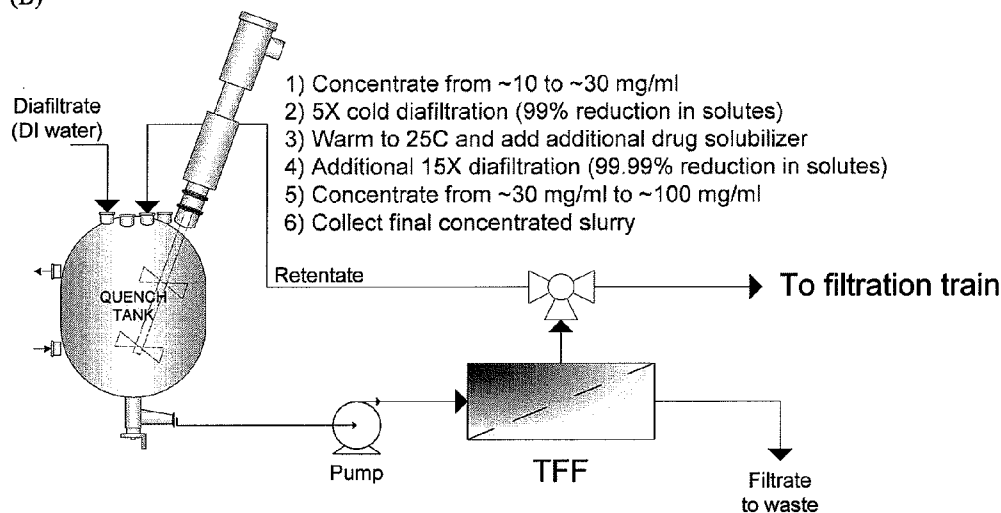 (B)
1) Concentrate from ~10 to ~30 mg/ml
2) 5X cold diafiltration (99% reduction in solutes)
3) Warm to 25C and add additional drug solubilizer
4) Additional 15X diafiltration (99.99% reduction in solutes)
5) Concentrate from ~30 mg/ml to ~100 mg/ml
6) Collect final concentrated slurry
Diafiltrate
(DI water)
Retentate
To filtration train
QUENCH
TANK
Pump
TFF
Filtrate
to waste